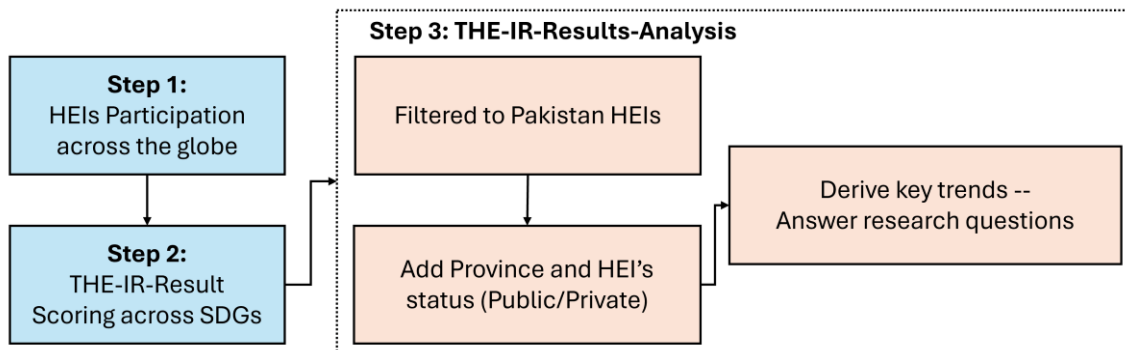 Step 1:
HEIs Participation
across the globe
Step 2:
THE-IR-Result
Scoring across SDGs
Step 3: THE-IR-Results-Analysis
Filtered to Pakistan HEIs
Add Province and HEI’s
status (Public/Private)
Derive key trends --
Answer research questions